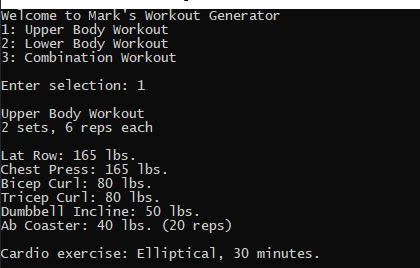 Welcome to Mark's Workout Generator
1: Upper Body Workout
2: Lower Body Workout
3: Combination Workout
Enter selection: 1
Upper Body Workout
2 sets, 6 reps each
Lat Row: 165 lbs.
Chest Press: 165 lbs.
Bicep Curl: 80 lbs.
Tricep Curl: 80 lbs.
Dumbbell Incline: 50 lbs.
Ab Coaster: 40 lbs. (20 reps)
Cardio exercise: Elliptical, 30 minutes.